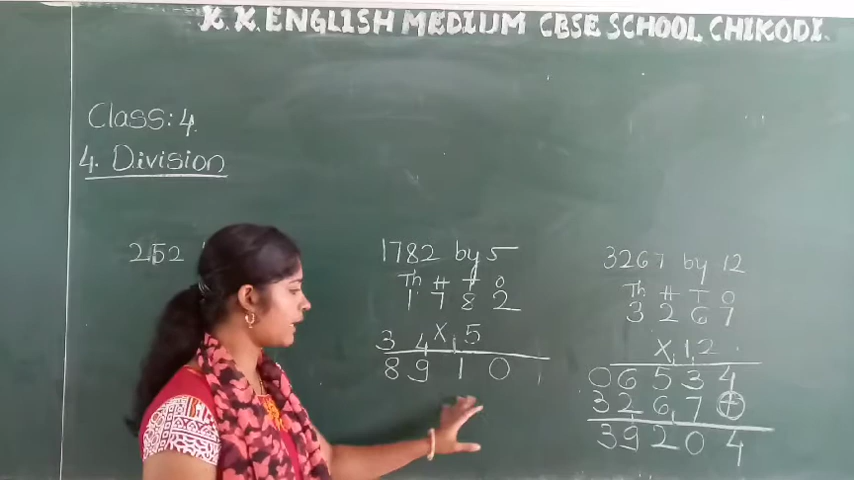 K.K.ENGLISH MEDIUM CBSE SCHOOL CHIKODI.
Class: 4
4. Division
2152
1782 by 5
Th H T O
1 7 8 2
X 5
3 4 1
8 9 1 0
3267 by 12
Th H T O
3 2 6 7
X 12
0 6 5 3 4
3 2 6 7 +
3 9 2 0 4